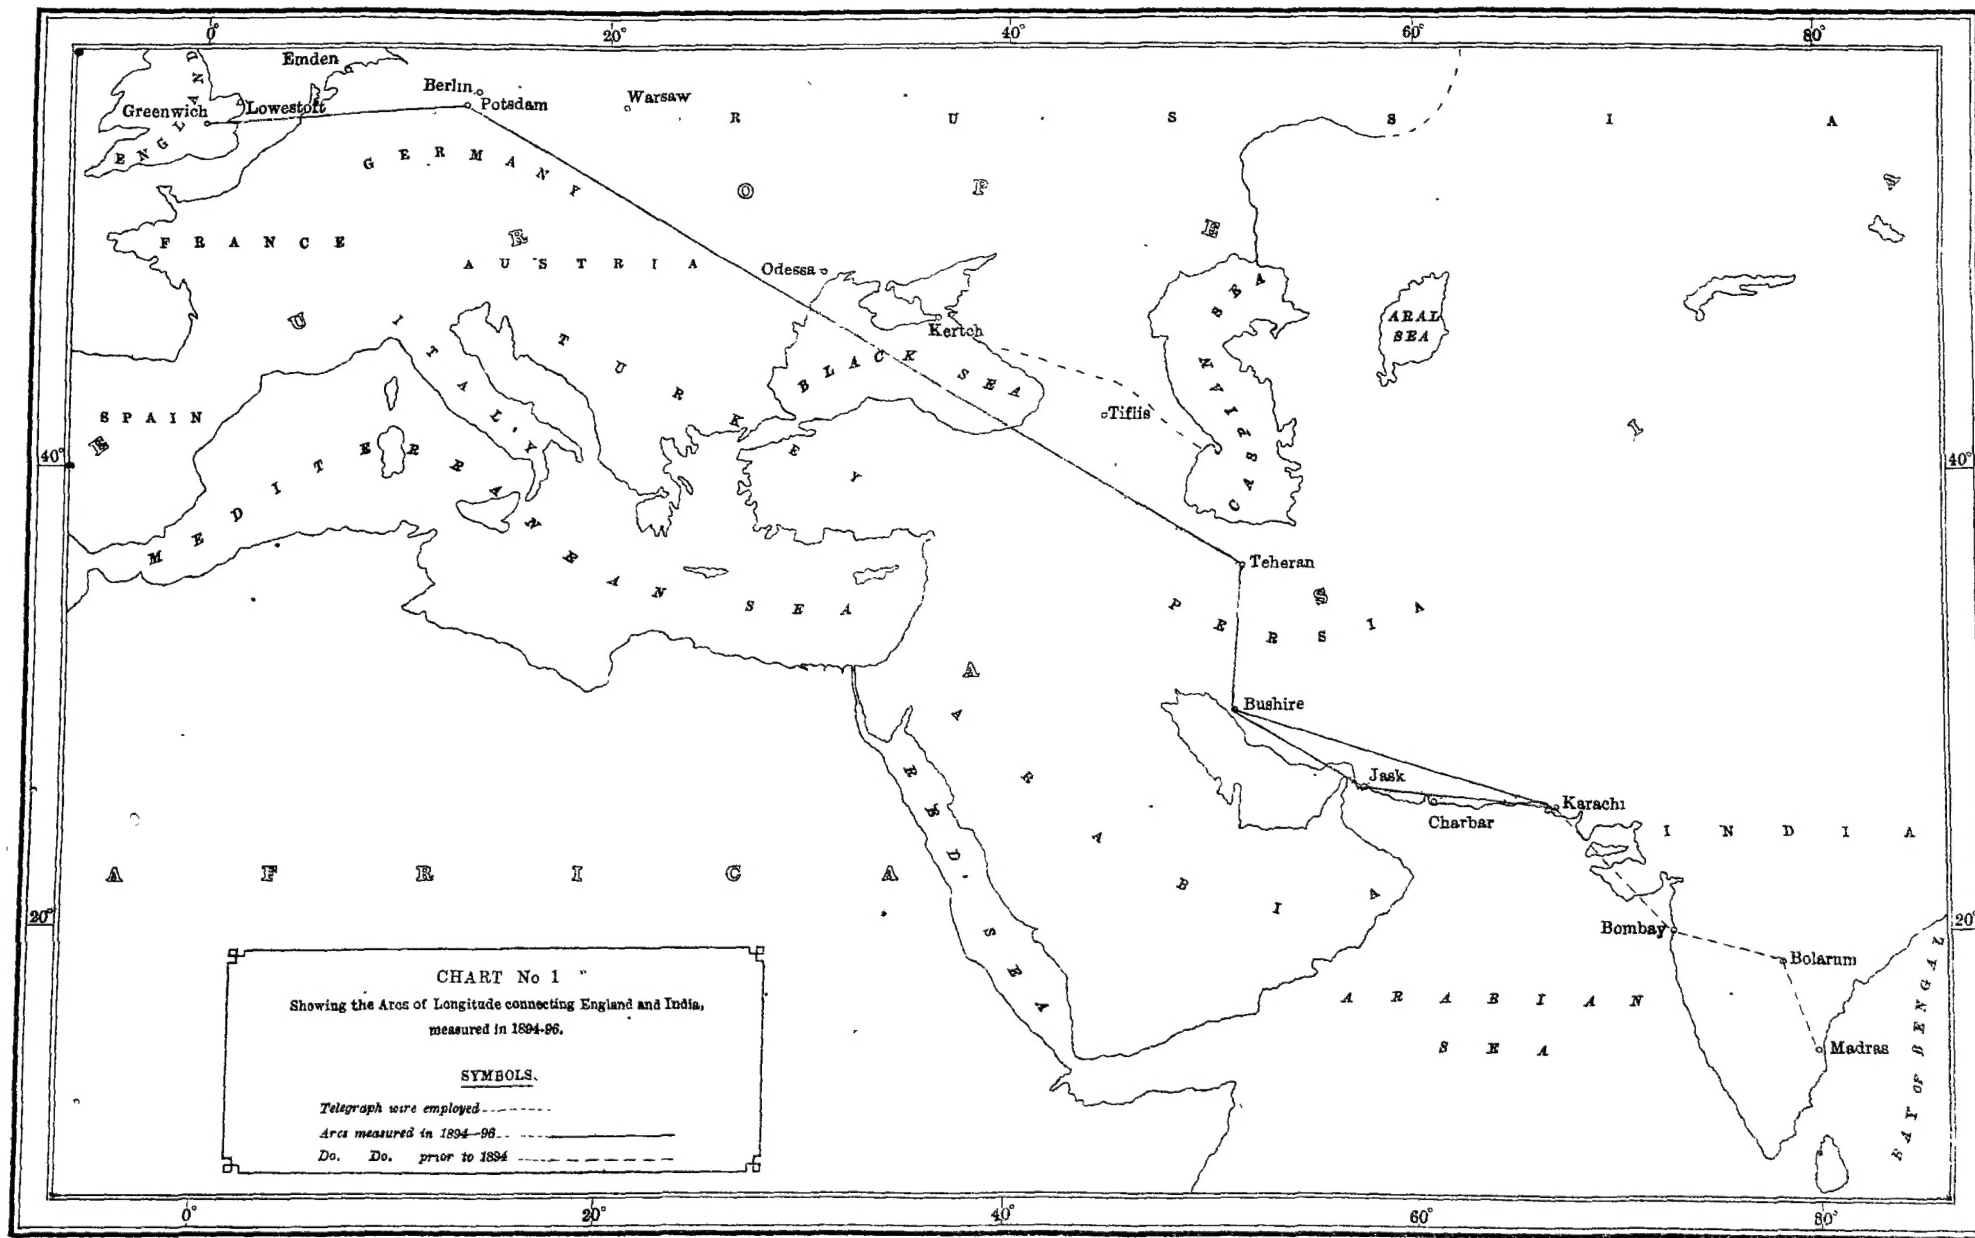 0° 20° 40° 60° 80°
Emden
Berlin
Potsdam
Warsaw
Greenwich
Lowestoft
ENGLAND
RUSSIA
GERMANY
EUROPE
FRANCE
AUSTRIA
Odessa
Kertch
ARAL
SEA
CASPIAN SEA
ITALY
TURKEY
BLACK SEA
SPAIN
Tiflis
40° 40°
MEDITERRANEAN SEA
Teheran
PERSIA
ASIA
Bushire
ARABIA
Jask
Karachi
Charbar
INDIA
RED SEA
AFRICA
20° 20°
Bombay
Bolarum
ARABIAN
SEA
Madras
BAY OF BENGAL
CHART No 1
Showing the Arcs of Longitude connecting England and India,
measured in 1894-96.
SYMBOLS.
Telegraph wire employed
Arcs measured in 1894-96
Do. Do. prior to 1894
0° 20° 40° 60° 80°